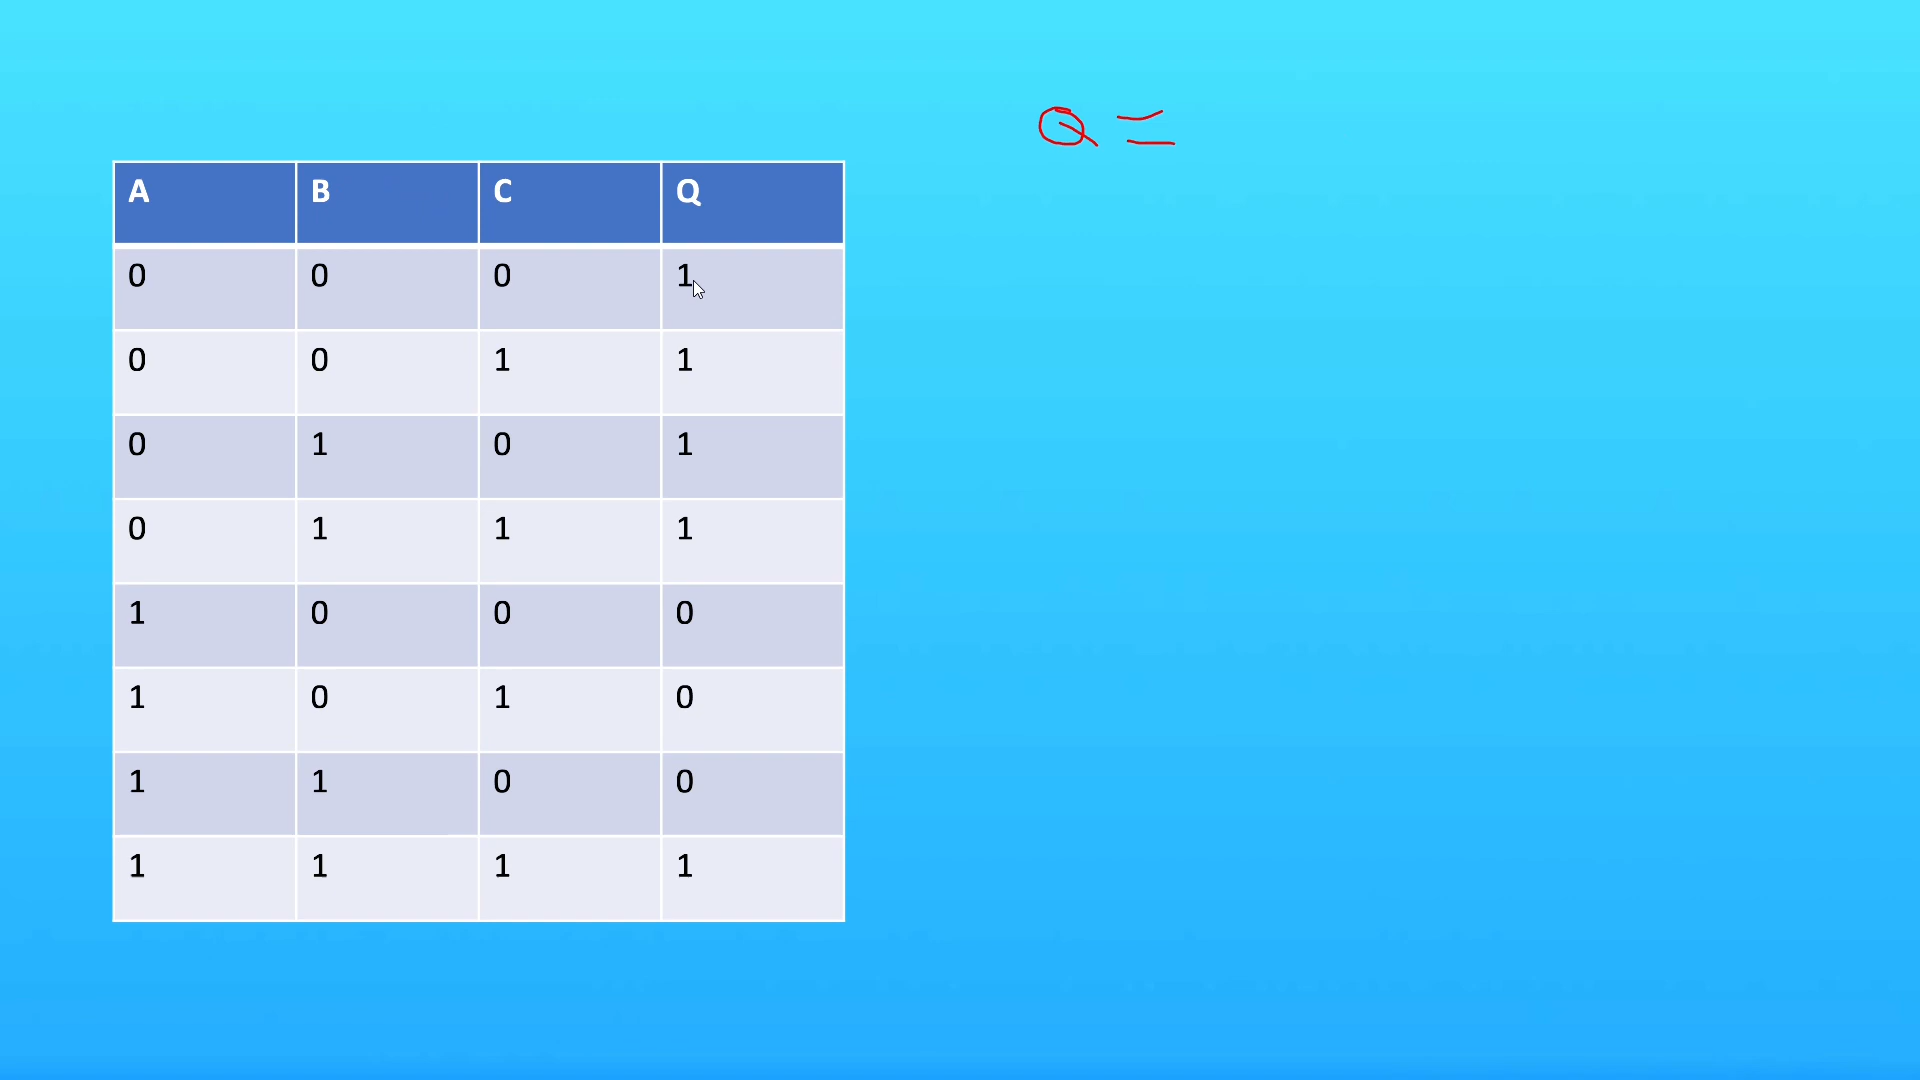 Q =
A B C Q
0 0 0 1
0 0 1 1
0 1 0 1
0 1 1 1
1 0 0 0
1 0 1 0
1 1 0 0
1 1 1 1